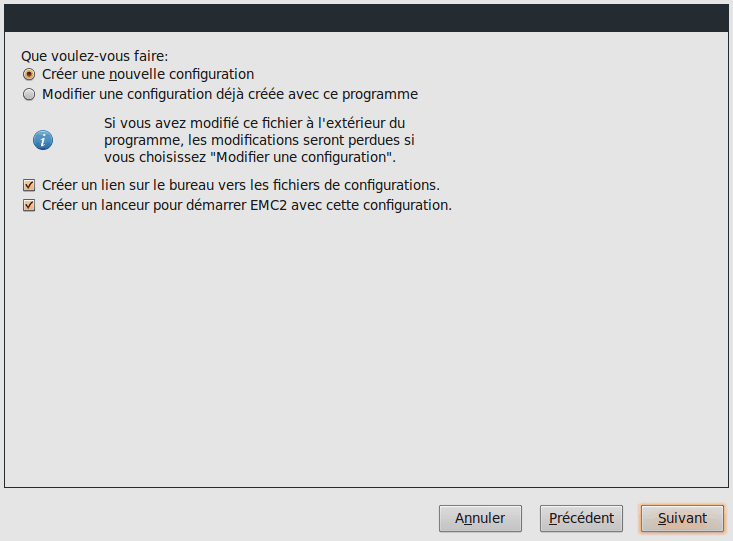 Que voulez-vous faire:
Créer une nouvelle configuration
Modifier une configuration déjà créée avec ce programme
Si vous avez modifié ce fichier à l'extérieur du
programme, les modifications seront perdues si
vous choisissez "Modifier une configuration".
Créer un lien sur le bureau vers les fichiers de configurations.
Créer un lanceur pour démarrer EMC2 avec cette configuration.
Annuler Précédent Suivant